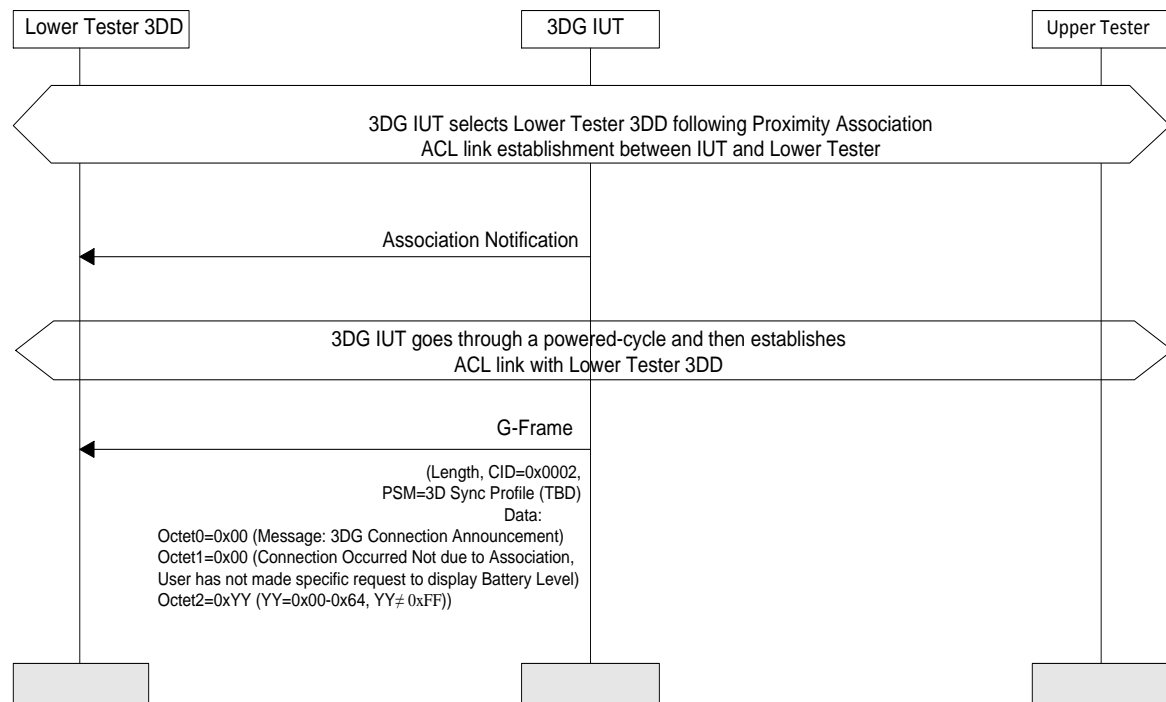 Lower Tester 3DD
3DG IUT
Upper Tester
3DG IUT selects Lower Tester 3DD following Proximity Association
ACL link establishment between IUT and Lower Tester
Association Notification
3DG IUT goes through a powered-cycle and then establishes
ACL link with Lower Tester 3DD
G-Frame
(Length, CID=0x0002,
PSM=3D Sync Profile (TBD)
Data:
Octet0=0x00 (Message: 3DG Connection Announcement)
Octet1=0x00 (Connection Occurred Not due to Association,
User has not made specific request to display Battery Level)
Octet2=0xYY (YY=0x00-0x64, YY≠ 0xFF))